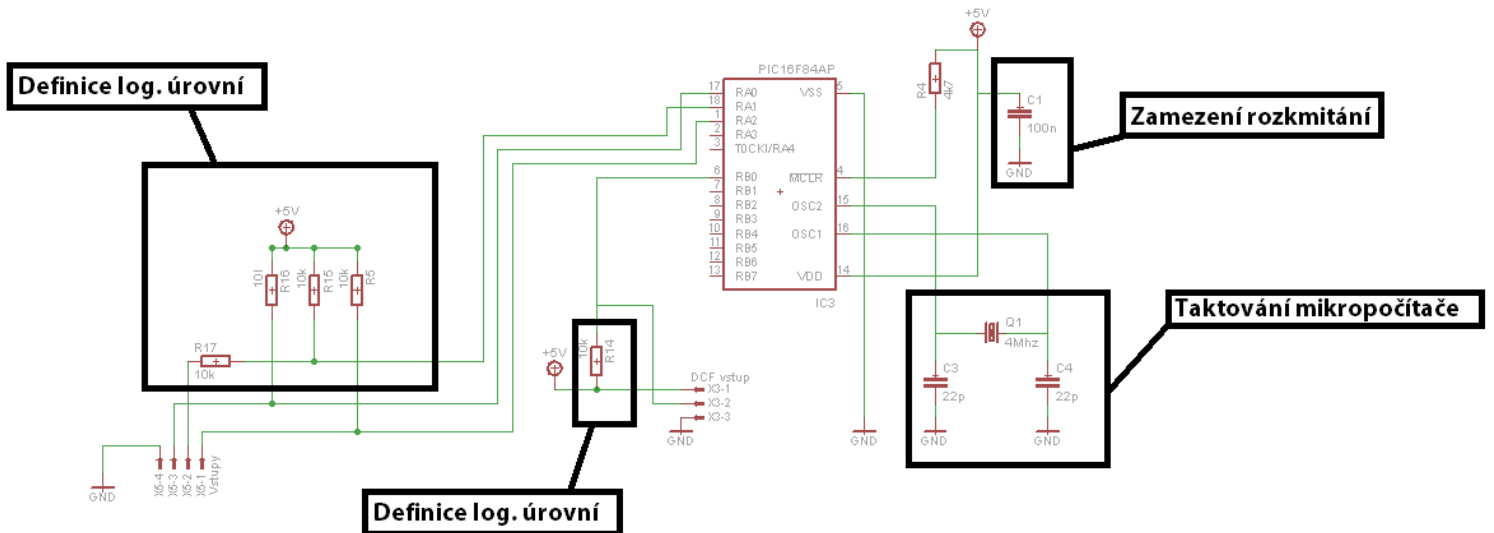 Definice log. úrovní
+5V
10l
R16
10k
R15
10k
R5
R17
10k
GND
X5-4
X5-3
X5-2
X5-1
Vstupy
+5V
10k
R14
DCF vstup
X3-1
X3-2
X3-3
GND
Definice log. úrovní
PIC16F84AP
17 RA0 VSS 5
18 RA1
1 RA2
2 RA3
3 T0CKI/RA4
6 RB0 MCLR 4
7 RB1
8 RB2 OSC2 15
9 RB3
10 RB4 OSC1 16
11 RB5
12 RB6
13 RB7 VDD 14
IC3
GND
+5V
R4
4k7
C1
100n
GND
Zamezení rozkmitání
Q1
4Mhz
C3
22p
GND
C4
22p
GND
Taktování mikropočítače